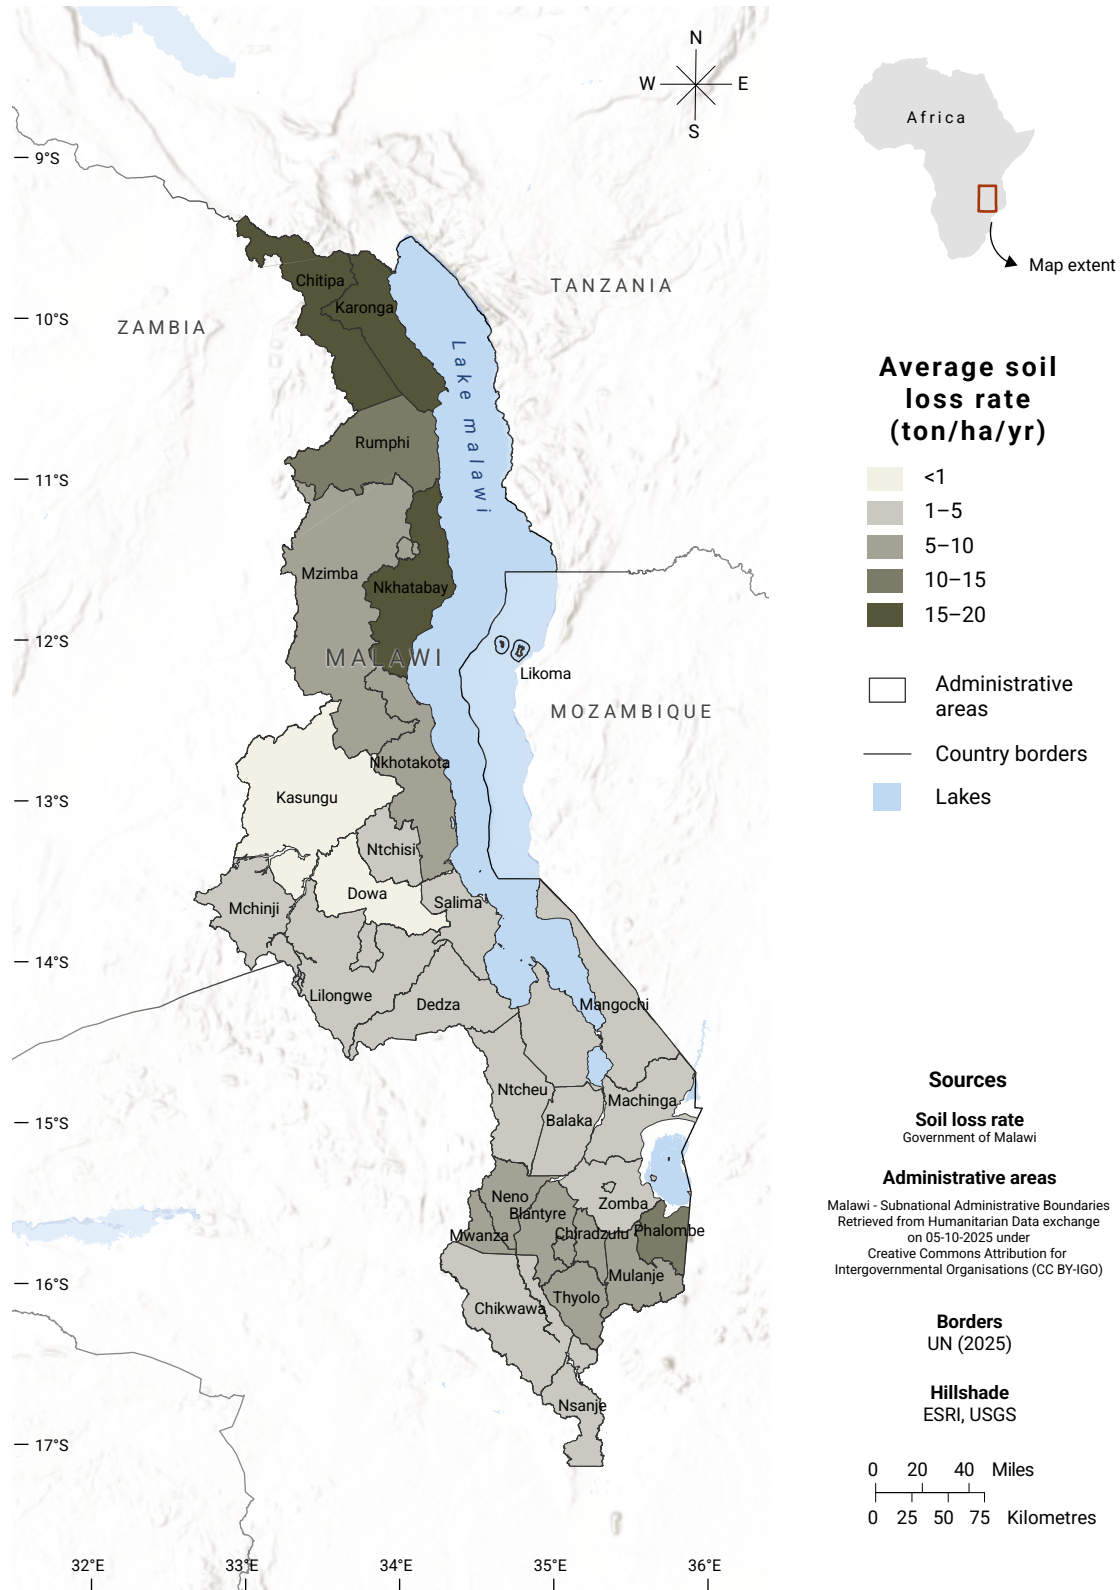 N
W
E
S
9°S
10°S
11°S
12°S
13°S
14°S
15°S
16°S
17°S
32°E
33°E
34°E
35°E
36°E
ZAMBIA
TANZANIA
MALAWI
MOZAMBIQUE
Lake malawi
Chitipa
Karonga
Rumphi
Mzimba
Nkhatabay
Likoma
Nkhotakota
Kasungu
Ntchisi
Dowa
Salima
Mchinji
Lilongwe
Dedza
Mangochi
Ntcheu
Machinga
Balaka
Zomba
Neno
Blantyre
Mwanza
Chiradzulu
Phalombe
Mulanje
Thyolo
Chikwawa
Nsanje
Africa
Map extent
Average soil
loss rate
(ton/ha/yr)
<1
1–5
5–10
10–15
15–20
Administrative
areas
Country borders
Lakes
Sources
Soil loss rate
Government of Malawi
Administrative areas
Malawi - Subnational Administrative Boundaries
Retrieved from Humanitarian Data exchange
on 05-10-2025 under
Creative Commons Attribution for
Intergovernmental Organisations (CC BY-IGO)
Borders
UN (2025)
Hillshade
ESRI, USGS
0 20 40 Miles
0 25 50 75 Kilometres